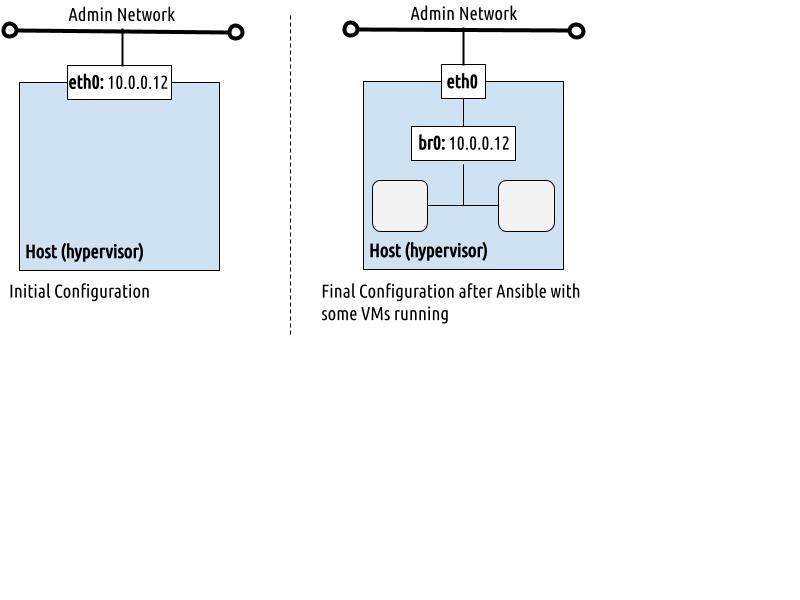 Admin Network
eth0: 10.0.0.12
Host (hypervisor)
Initial Configuration
Admin Network
eth0
br0: 10.0.0.12
Host (hypervisor)
Final Configuration after Ansible with
some VMs running